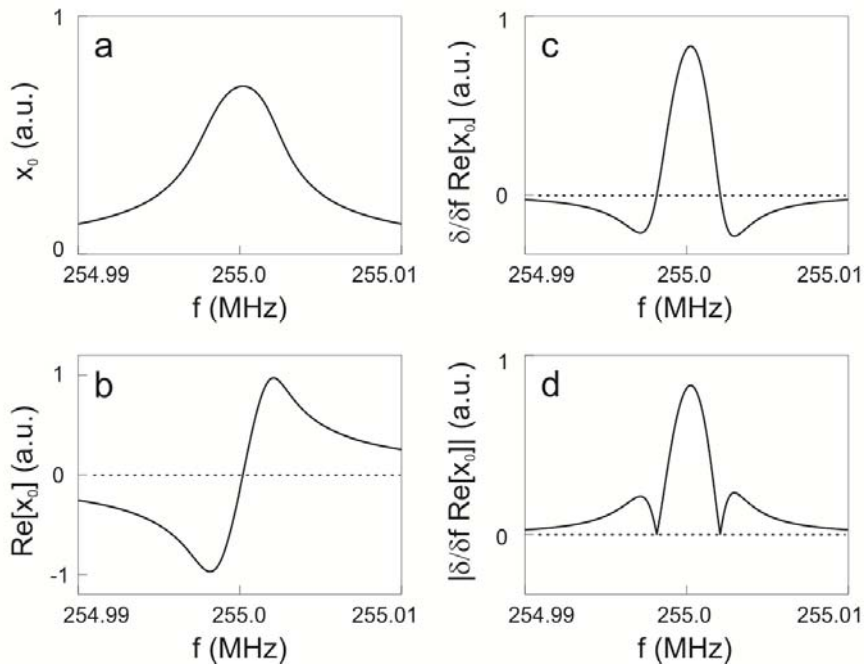 a
1
x₀ (a.u.)
0
254.99 255.0 255.01
f (MHz)
b
1
Re[x₀] (a.u.)
0
-1
254.99 255.0 255.01
f (MHz)
c
1
δ/δf Re[x₀] (a.u.)
0
254.99 255.0 255.01
f (MHz)
d
1
|δ/δf Re[x₀]| (a.u.)
0
254.99 255.0 255.01
f (MHz)